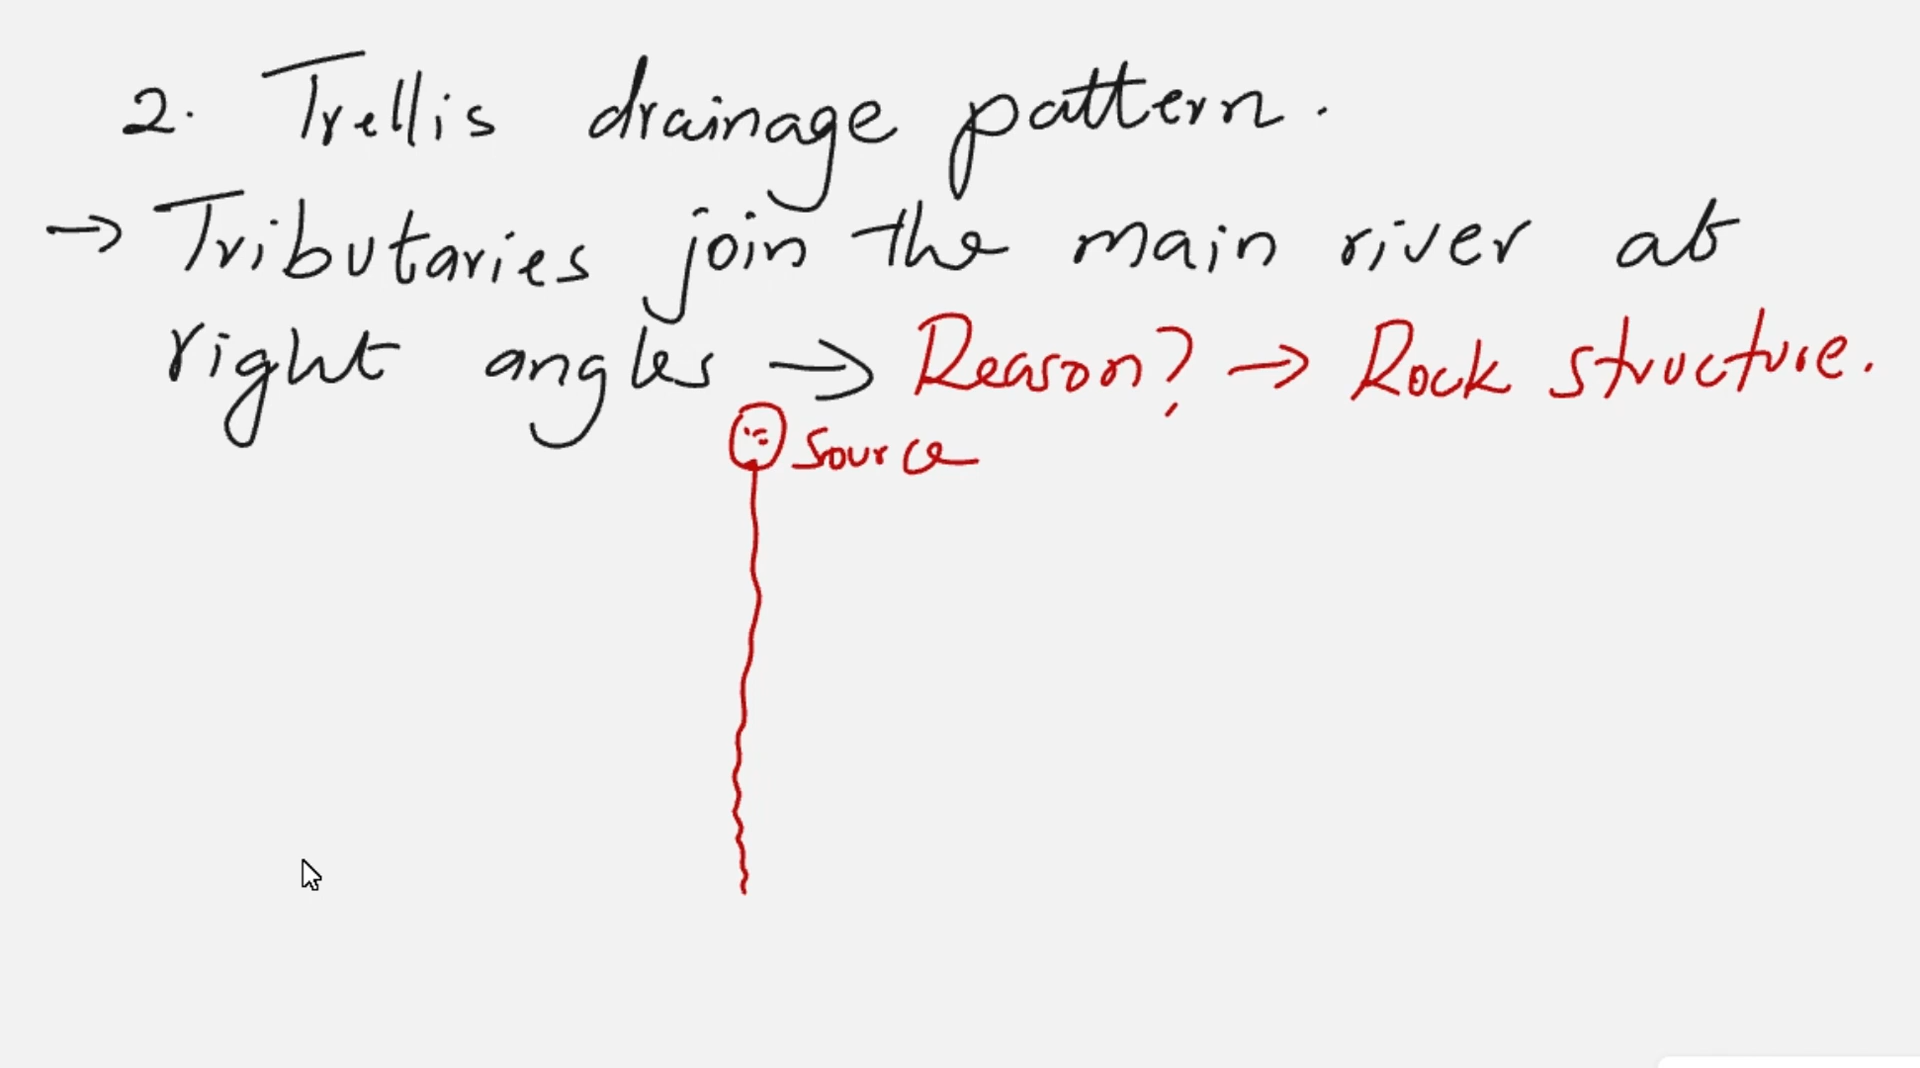 2. Trellis drainage pattern.
→ Tributaries join the main river at
right angles → Reason? → Rock structure.
Source